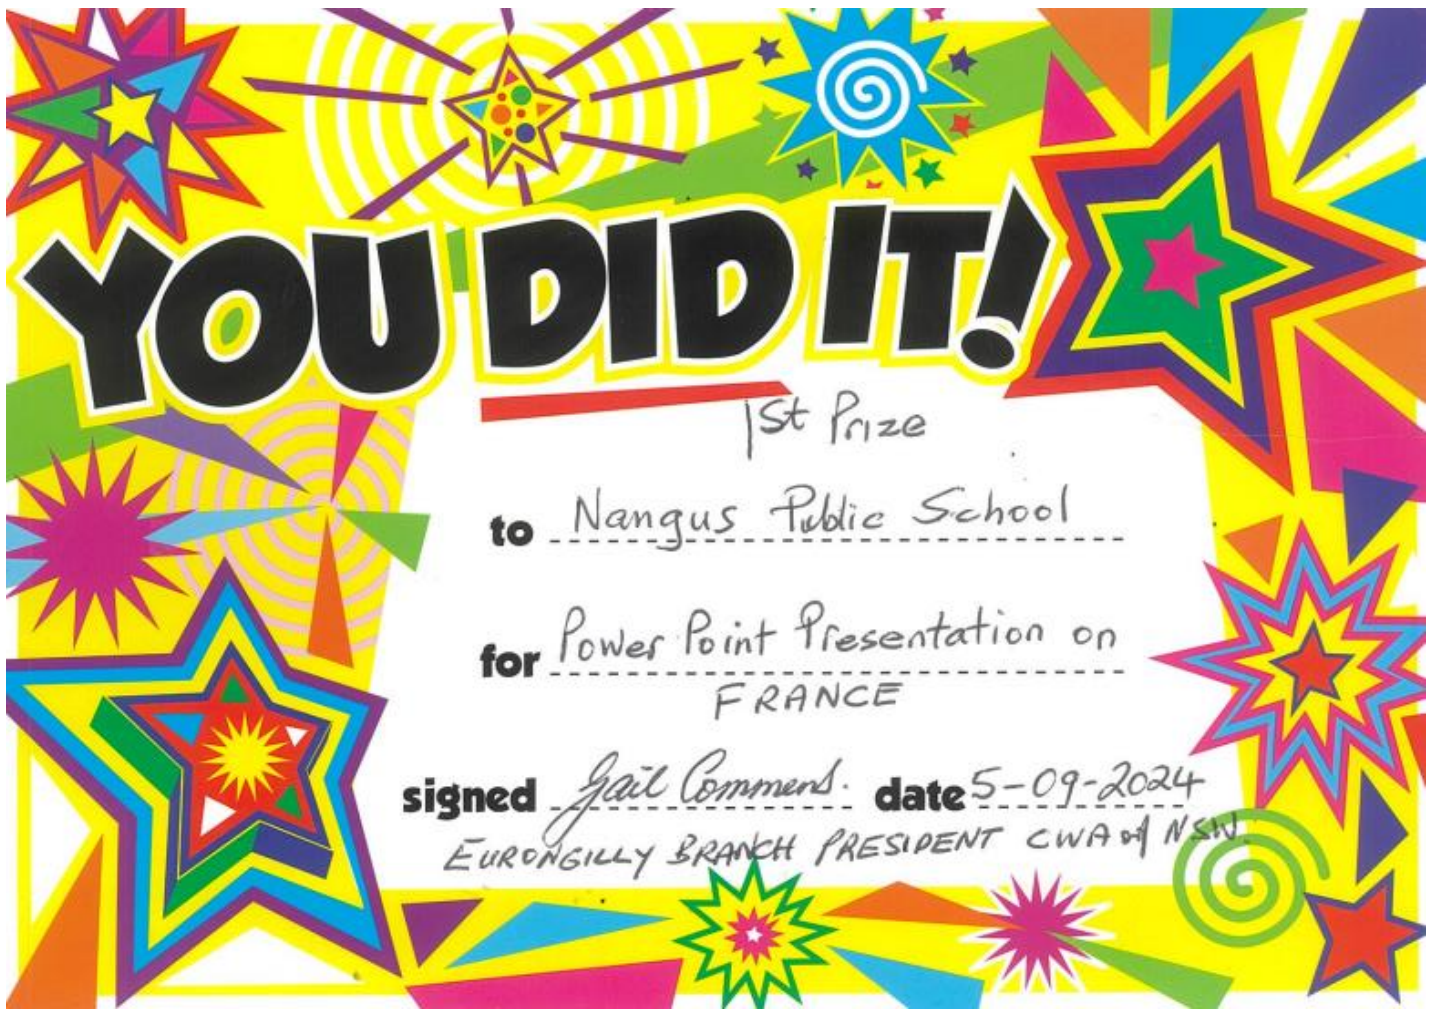 YOU DID IT!
1st Prize
to Nangus Public School
for Power Point Presentation on
FRANCE
signed Gail Commens. date 5-09-2024
EURONGILLY BRANCH PRESIDENT CWA of NSW.